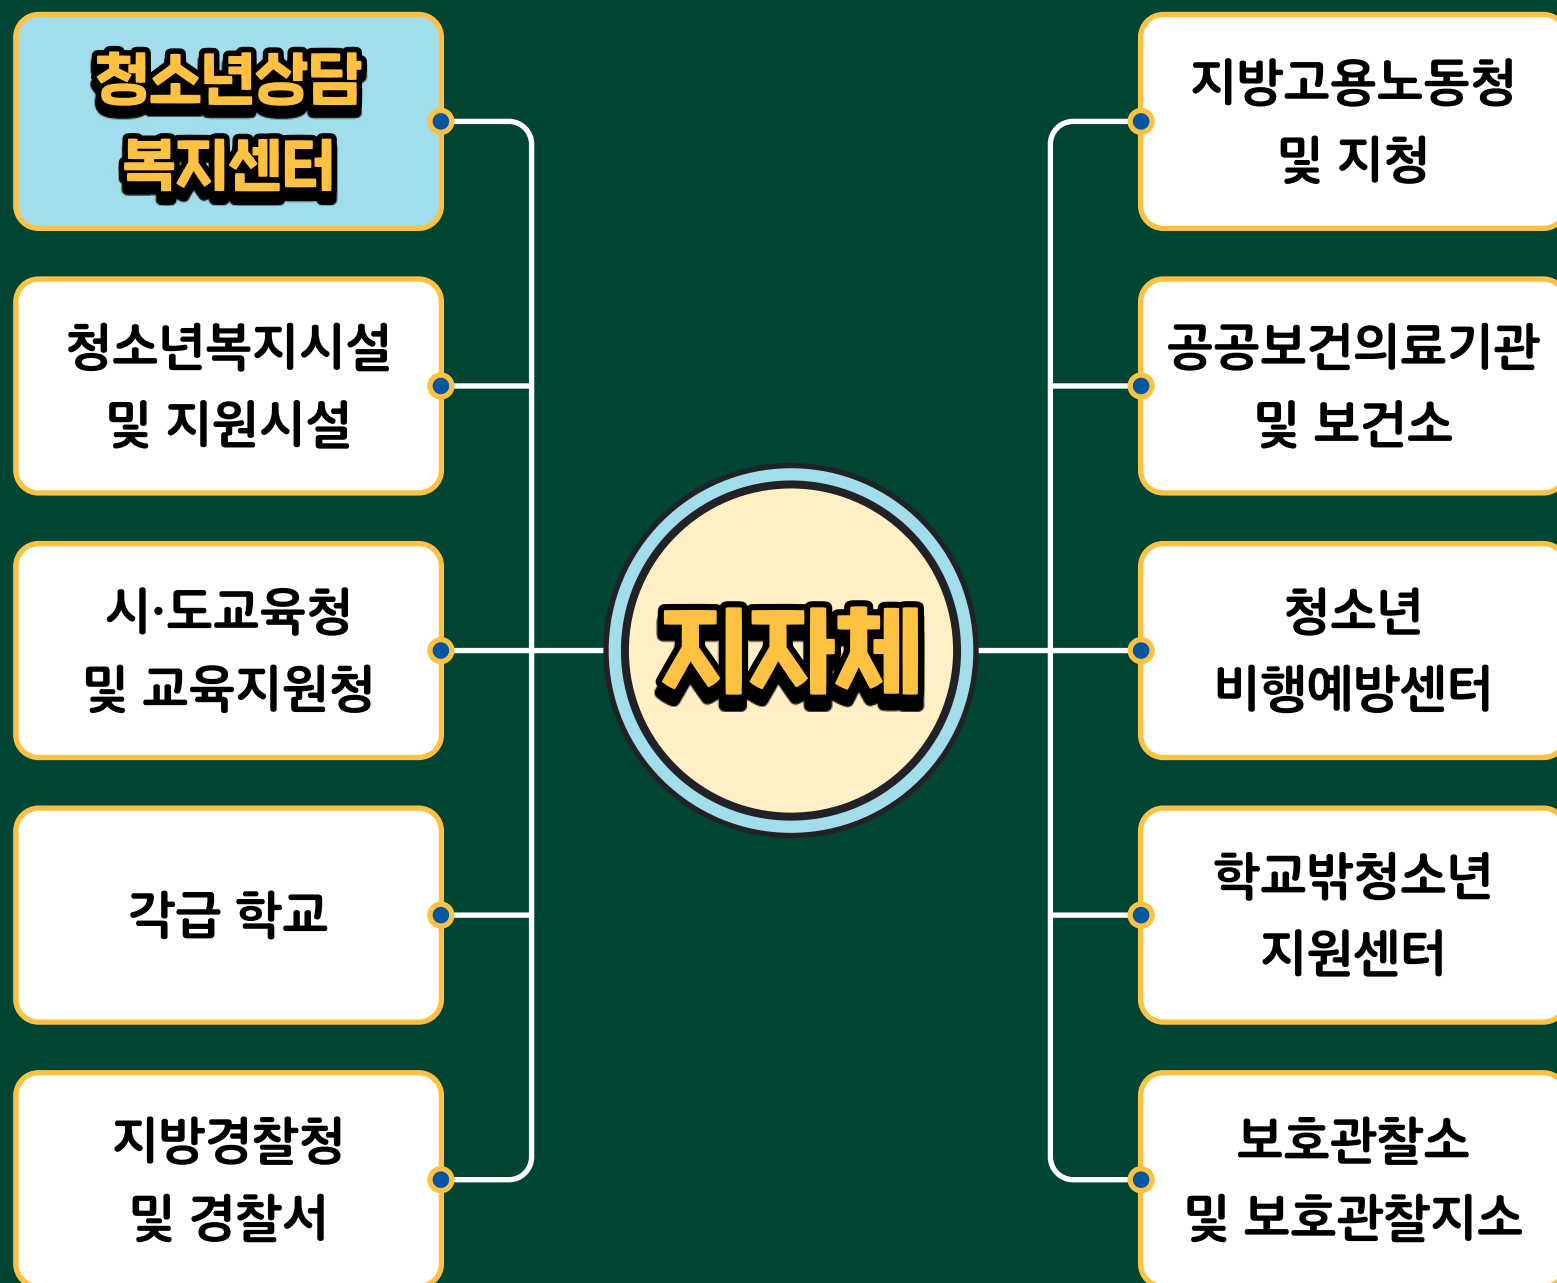 청소년상담
복지센터
청소년복지시설
및 지원시설
시·도교육청
및 교육지원청
각급 학교
지방경찰청
및 경찰서
지자체
지방고용노동청
및 지청
공공보건의료기관
및 보건소
청소년
비행예방센터
학교밖청소년
지원센터
보호관찰소
및 보호관찰지소